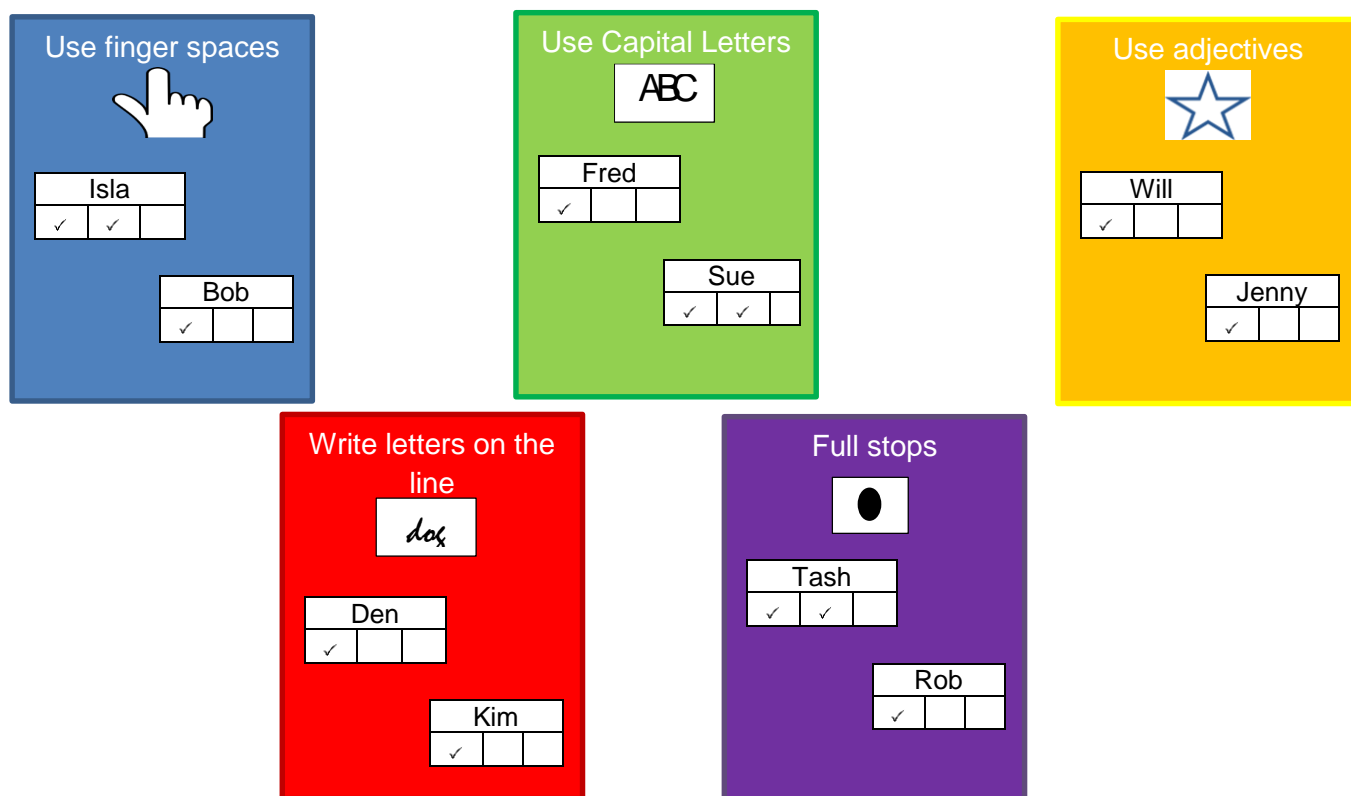 Use finger spaces
Isla
✓ ✓
Bob
✓
Use Capital Letters
ABC
Fred
✓
Sue
✓ ✓
Use adjectives
Will
✓
Jenny
✓
Write letters on the
line
dog
Den
✓
Kim
✓
Full stops
Tash
✓ ✓
Rob
✓